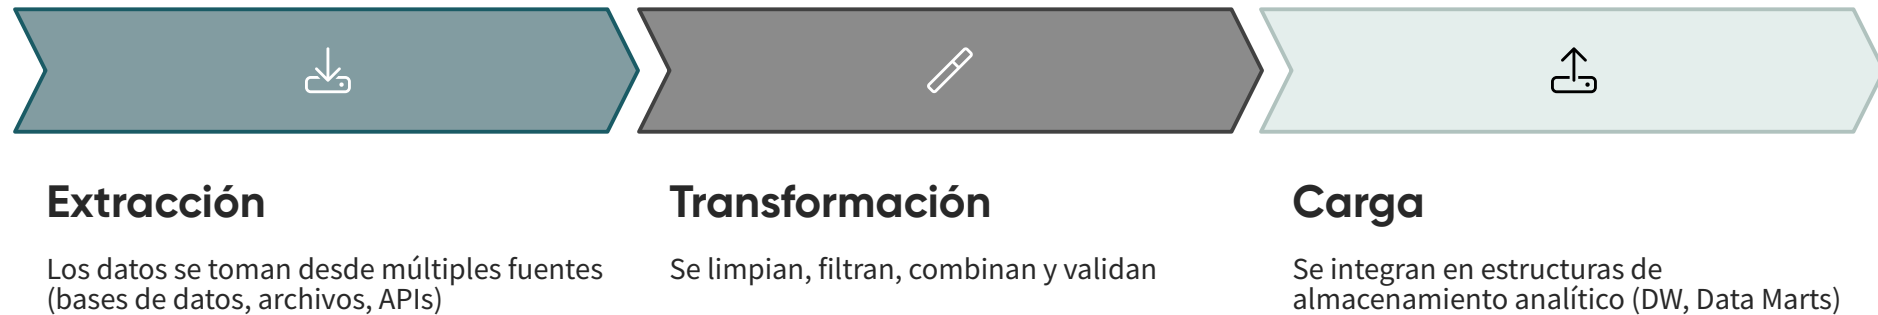 Extracción
Los datos se toman desde múltiples fuentes
(bases de datos, archivos, APIs)
Transformación
Se limpian, filtran, combinan y validan
Carga
Se integran en estructuras de
almacenamiento analítico (DW, Data Marts)